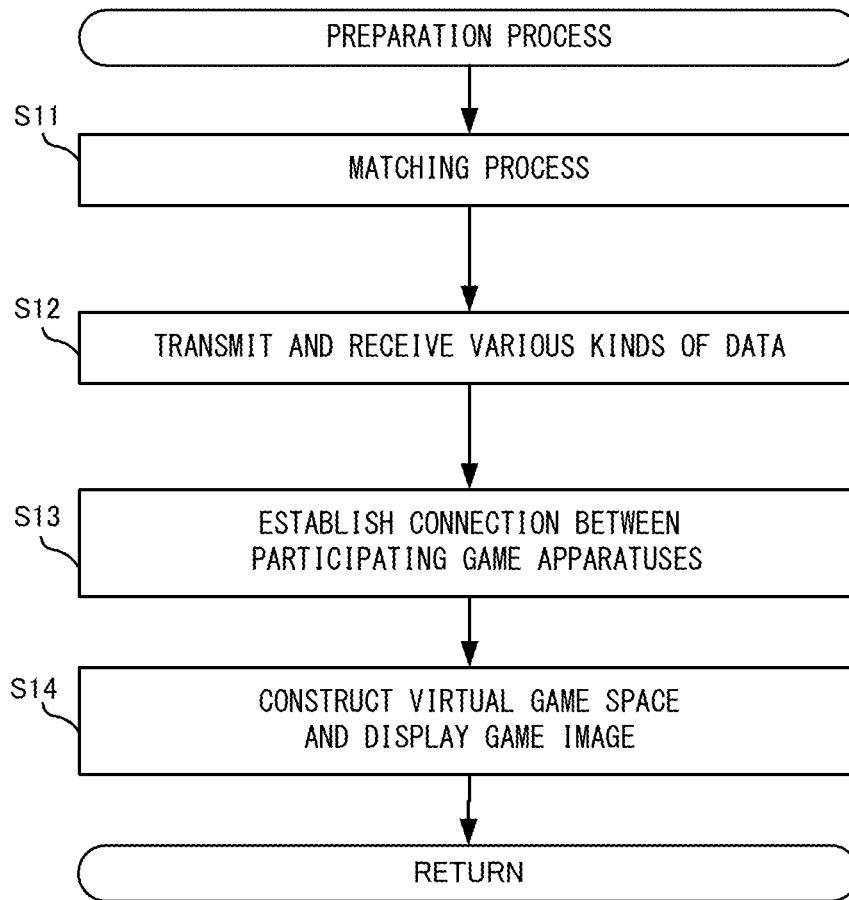 PREPARATION PROCESS
S11
MATCHING PROCESS
S12
TRANSMIT AND RECEIVE VARIOUS KINDS OF DATA
S13
ESTABLISH CONNECTION BETWEEN
PARTICIPATING GAME APPARATUSES
S14
CONSTRUCT VIRTUAL GAME SPACE
AND DISPLAY GAME IMAGE
RETURN